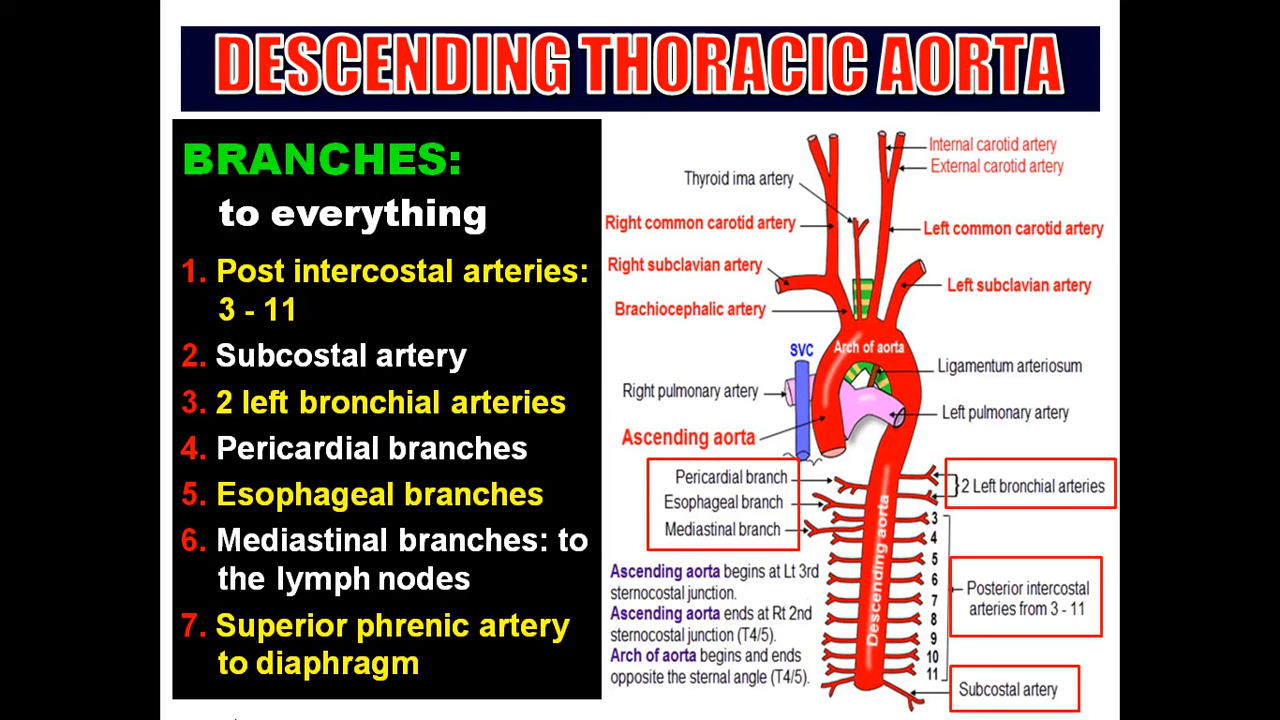 DESCENDING THORACIC AORTA
BRANCHES:
to everything
1. Post intercostal arteries:
3 - 11
2. Subcostal artery
3. 2 left bronchial arteries
4. Pericardial branches
5. Esophageal branches
6. Mediastinal branches: to
the lymph nodes
7. Superior phrenic artery
to diaphragm
Internal carotid artery
External carotid artery
Thyroid ima artery
Right common carotid artery
Left common carotid artery
Right subclavian artery
Left subclavian artery
Brachiocephalic artery
SVC
Arch of aorta
Ligamentum arteriosum
Right pulmonary artery
Left pulmonary artery
Ascending aorta
Pericardial branch
Esophageal branch
Mediastinal branch
2 Left bronchial arteries
Descending aorta
3
4
5
6
7
8
9
10
11
Posterior intercostal
arteries from 3 - 11
Subcostal artery
Ascending aorta begins at Lt 3rd
sternocostal junction.
Ascending aorta ends at Rt 2nd
sternocostal junction (T4/5).
Arch of aorta begins and ends
opposite the sternal angle (T4/5).